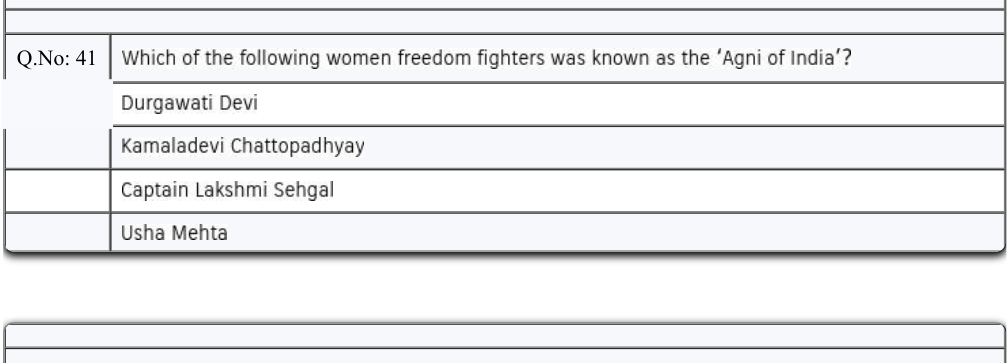 Q.No: 41 Which of the following women freedom fighters was known as the ‘Agni of India’?
Durgawati Devi
Kamaladevi Chattopadhyay
Captain Lakshmi Sehgal
Usha Mehta